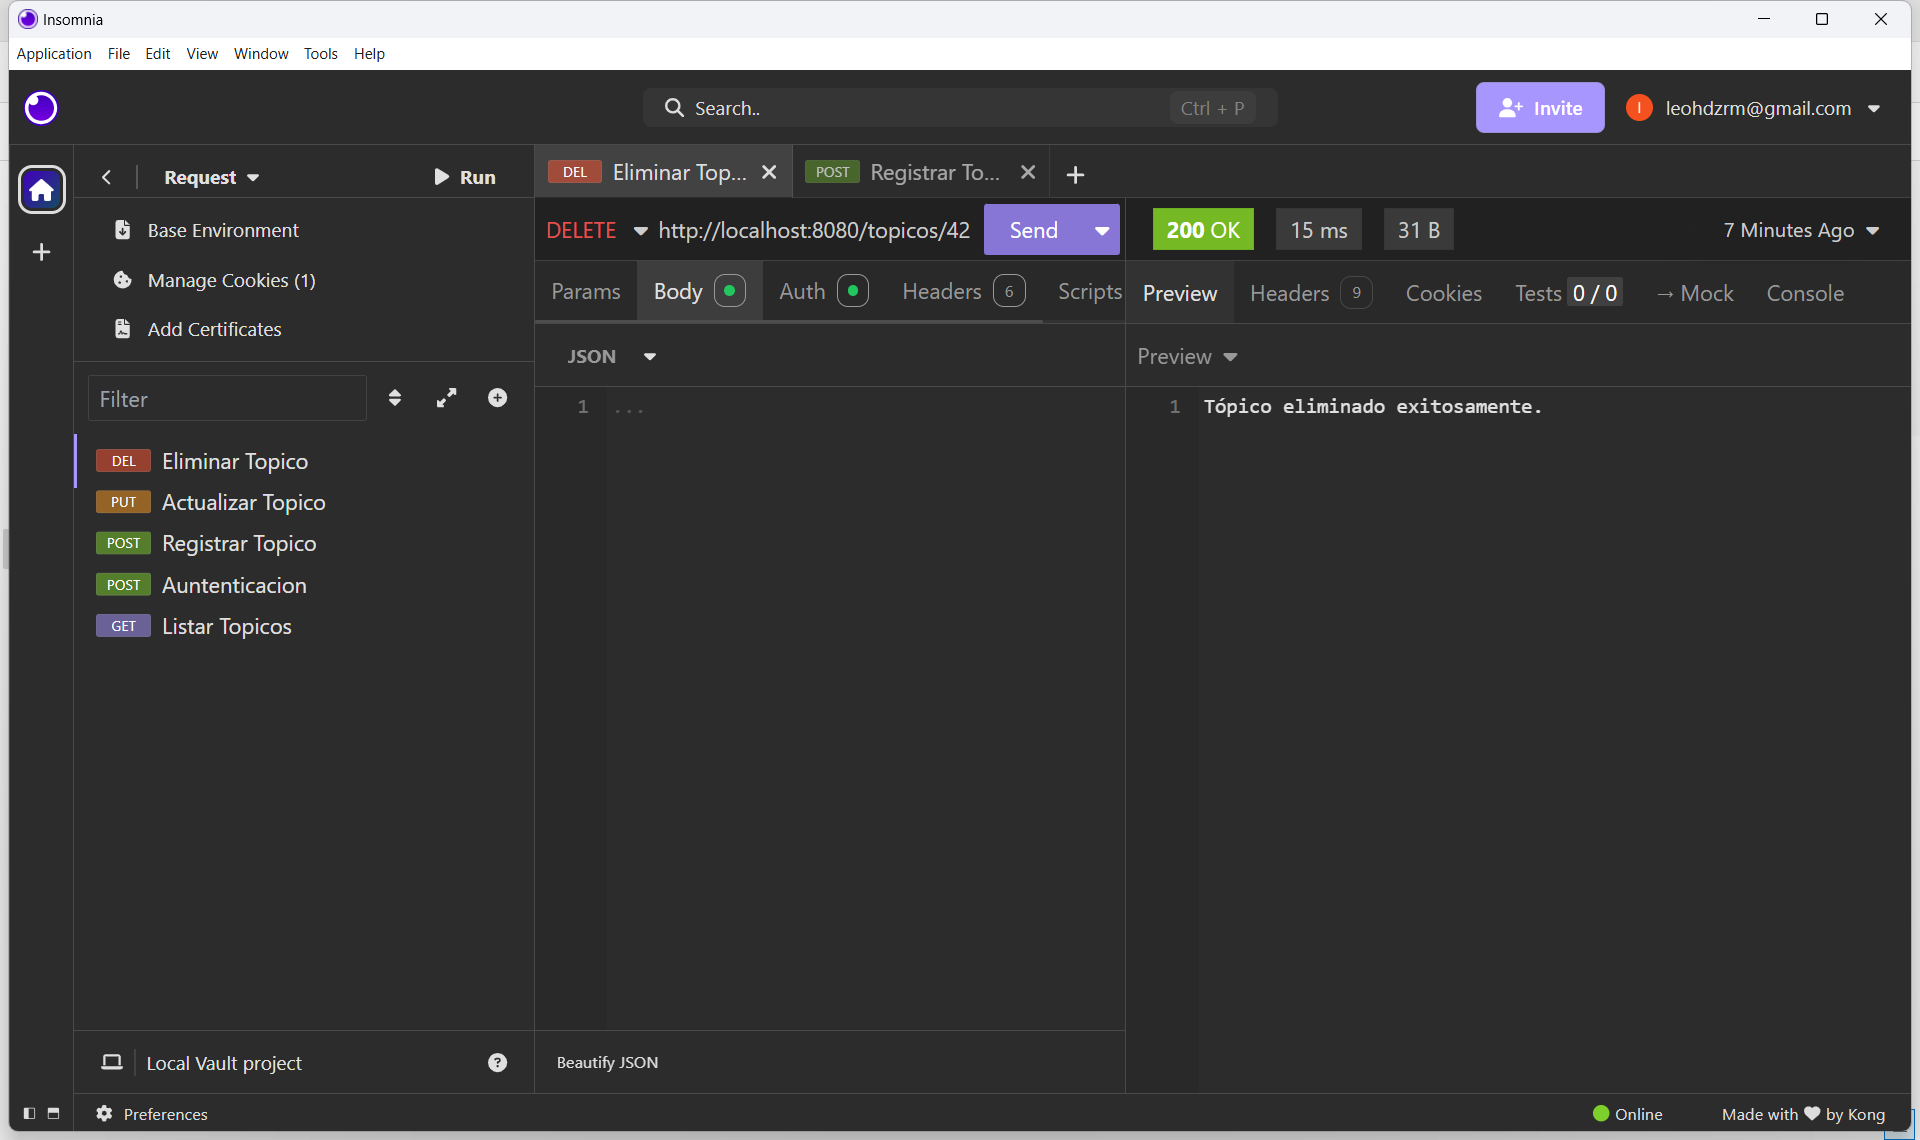 Insomnia
Application File Edit View Window Tools Help
Search.. Ctrl + P Invite l leohdzrm@gmail.com
Request Run
DEL Eliminar Top... POST Registrar To...
Base Environment
Manage Cookies (1)
Add Certificates
Filter
DEL Eliminar Topico
PUT Actualizar Topico
POST Registrar Topico
POST Auntenticacion
GET Listar Topicos
DELETE http://localhost:8080/topicos/42 Send
Params Body Auth Headers 6 Scripts
JSON
1 ...
Beautify JSON
200 OK 15 ms 31 B 7 Minutes Ago
Preview Headers 9 Cookies Tests 0 / 0 → Mock Console
Preview
1 Tópico eliminado exitosamente.
Local Vault project ?
Preferences
Online Made with by Kong